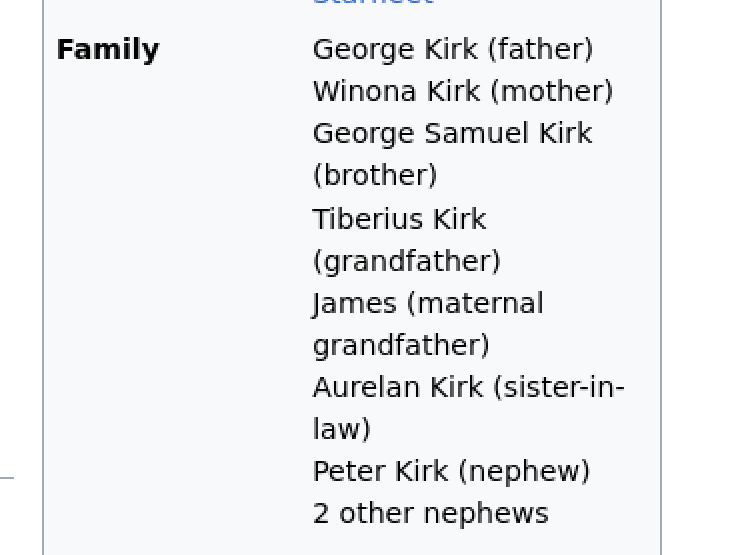 Family
George Kirk (father)
Winona Kirk (mother)
George Samuel Kirk
(brother)
Tiberius Kirk
(grandfather)
James (maternal
grandfather)
Aurelan Kirk (sister-in-
law)
Peter Kirk (nephew)
2 other nephews